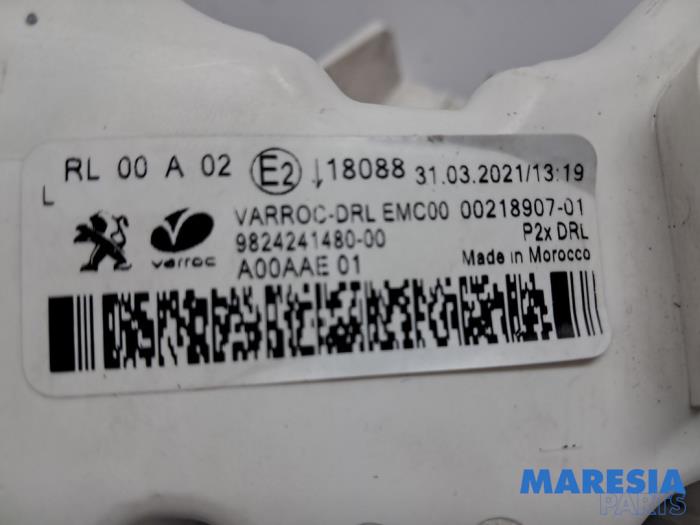 RL 00 A 02 E2 ↓18088 31.03.2021/13:19
L
VARROC-DRL EMC00 00218907-01
varroc 9824241480-00 P2x DRL
A00AAE 01 Made in Morocco
MARESIA
PARTS